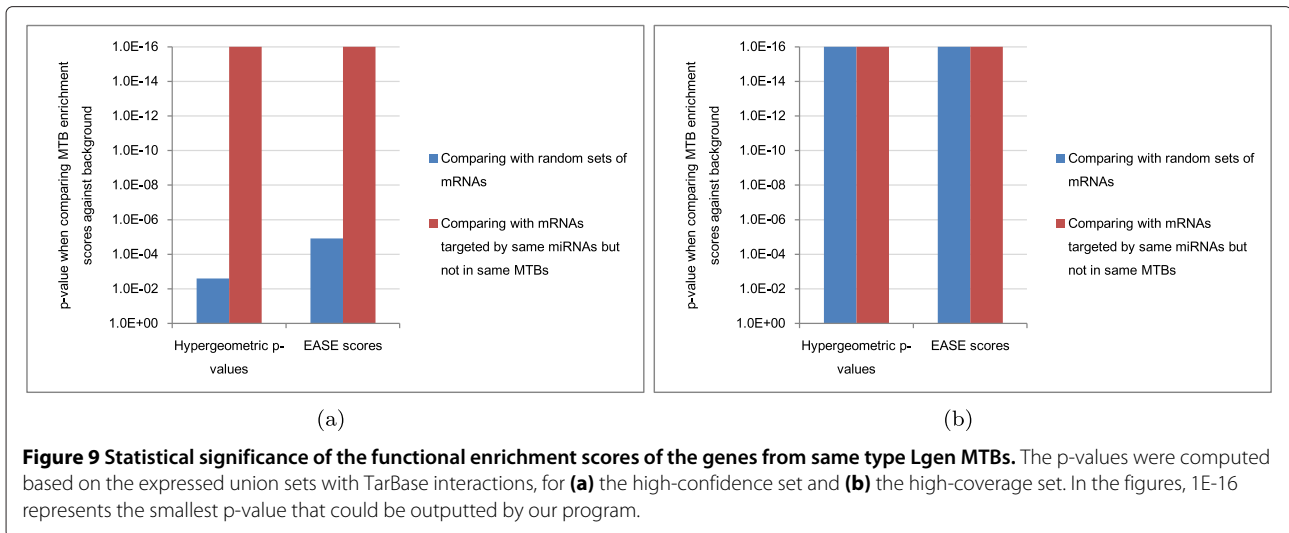 p-value when comparing MTB enrichment
scores against background
1.0E-16
1.0E-14
1.0E-12
1.0E-10
1.0E-08
1.0E-06
1.0E-04
1.0E-02
1.0E+00
Hypergeometric p-
values
EASE scores
Comparing with random sets of
mRNAs
Comparing with mRNAs
targeted by same miRNAs but
not in same MTBs
(a)
p-value when comparing MTB enrichment
scores against background
1.0E-16
1.0E-14
1.0E-12
1.0E-10
1.0E-08
1.0E-06
1.0E-04
1.0E-02
1.0E+00
Hypergeometric p-
values
EASE scores
Comparing with random sets of
mRNAs
Comparing with mRNAs
targeted by same miRNAs but
not in same MTBs
(b)
Figure 9 Statistical significance of the functional enrichment scores of the genes from same type Lgen MTBs. The p-values were computed
based on the expressed union sets with TarBase interactions, for (a) the high-confidence set and (b) the high-coverage set. In the figures, 1E-16
represents the smallest p-value that could be outputted by our program.